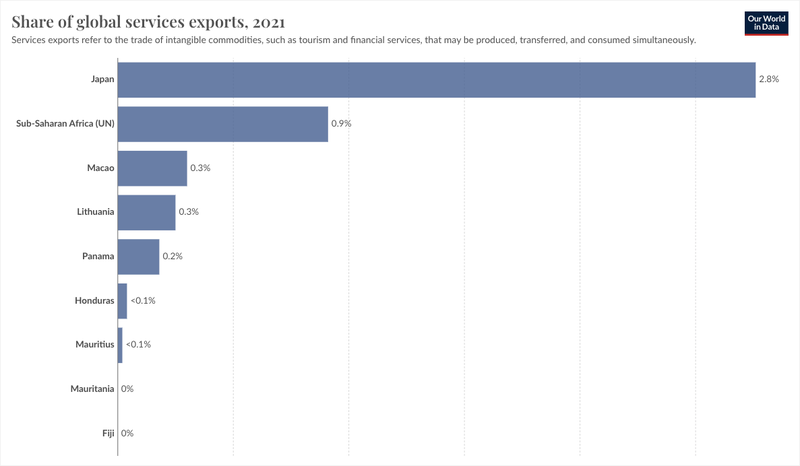 Share of global services exports, 2021
Our World
in Data
Services exports refer to the trade of intangible commodities, such as tourism and financial services, that may be produced, transferred, and consumed simultaneously.
Japan 2.8%
Sub-Saharan Africa (UN) 0.9%
Macao 0.3%
Lithuania 0.3%
Panama 0.2%
Honduras <0.1%
Mauritius <0.1%
Mauritania 0%
Fiji 0%